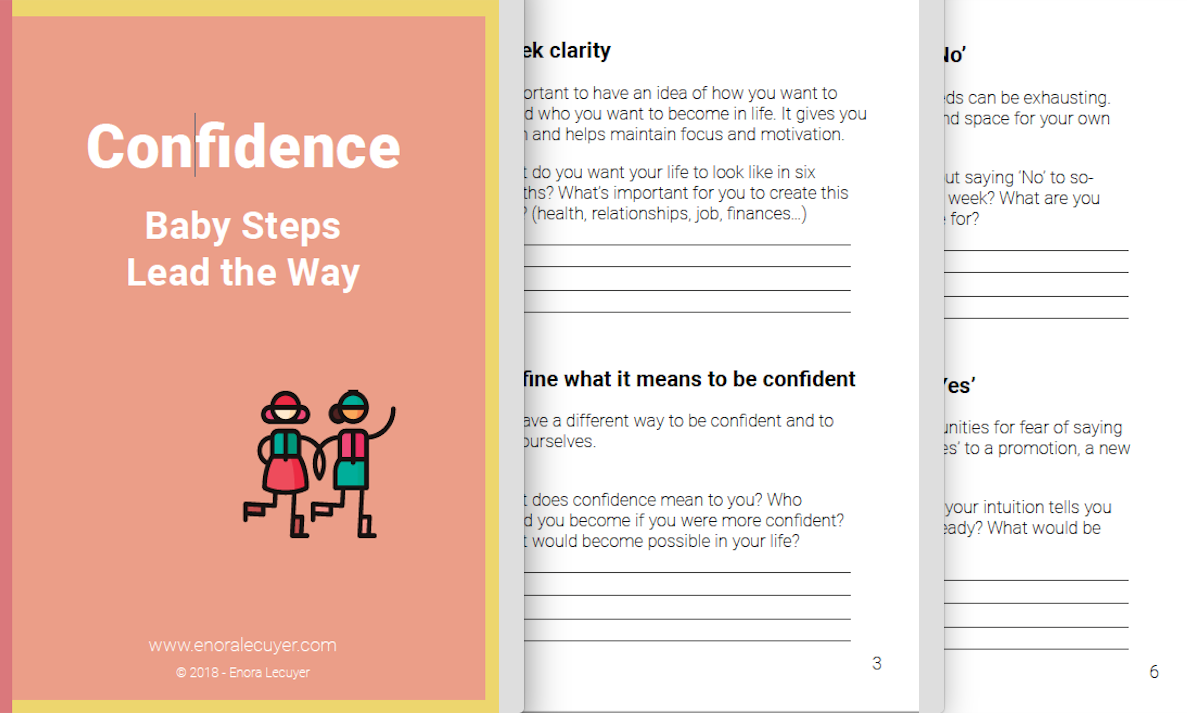 Confidence
Baby Steps
Lead the Way
www.enoralecuyer.com
© 2018 - Enora Lecuyer
ek clarity
ortant to have an idea of how you want to
d who you want to become in life. It gives you
and helps maintain focus and motivation.
t do you want your life to look like in six
ths? What's important for you to create this
? (health, relationships, job, finances...)
fine what it means to be confident
ave a different way to be confident and to
ourselves.
t does confidence mean to you? Who
d you become if you were more confident?
t would become possible in your life?
3
No’
eds can be exhausting.
nd space for your own
ut saying ‘No’ to so-
week? What are you
for?
Yes’
unities for fear of saying
es’ to a promotion, a new
your intuition tells you
eady? What would be
6